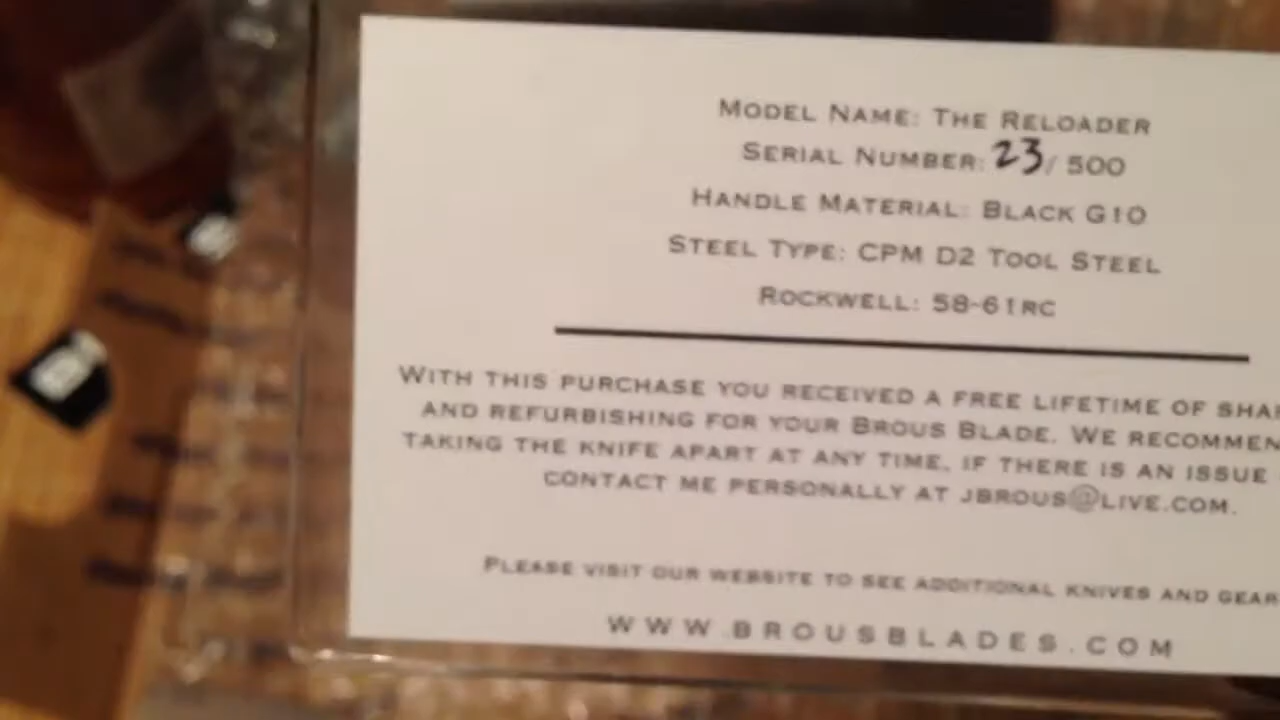 MODEL NAME: THE RELOADER
SERIAL NUMBER: 23/ 500
HANDLE MATERIAL: BLACK G10
STEEL TYPE: CPM D2 TOOL STEEL
ROCKWELL: 58-61RC
WITH THIS PURCHASE YOU RECEIVED A FREE LIFETIME OF
AND REFURBISHING FOR YOUR BROUS BLADE. WE
TAKING THE KNIFE APART AT ANY TIME, IF THERE IS AN ISSUE
CONTACT ME PERSONALLY AT JBROUS@LIVE.COM.
PLEASE VISIT OUR WEBSITE TO SEE ADDITIONAL KNIVES AND GEAR
WWW.BROUSBLADES.COM